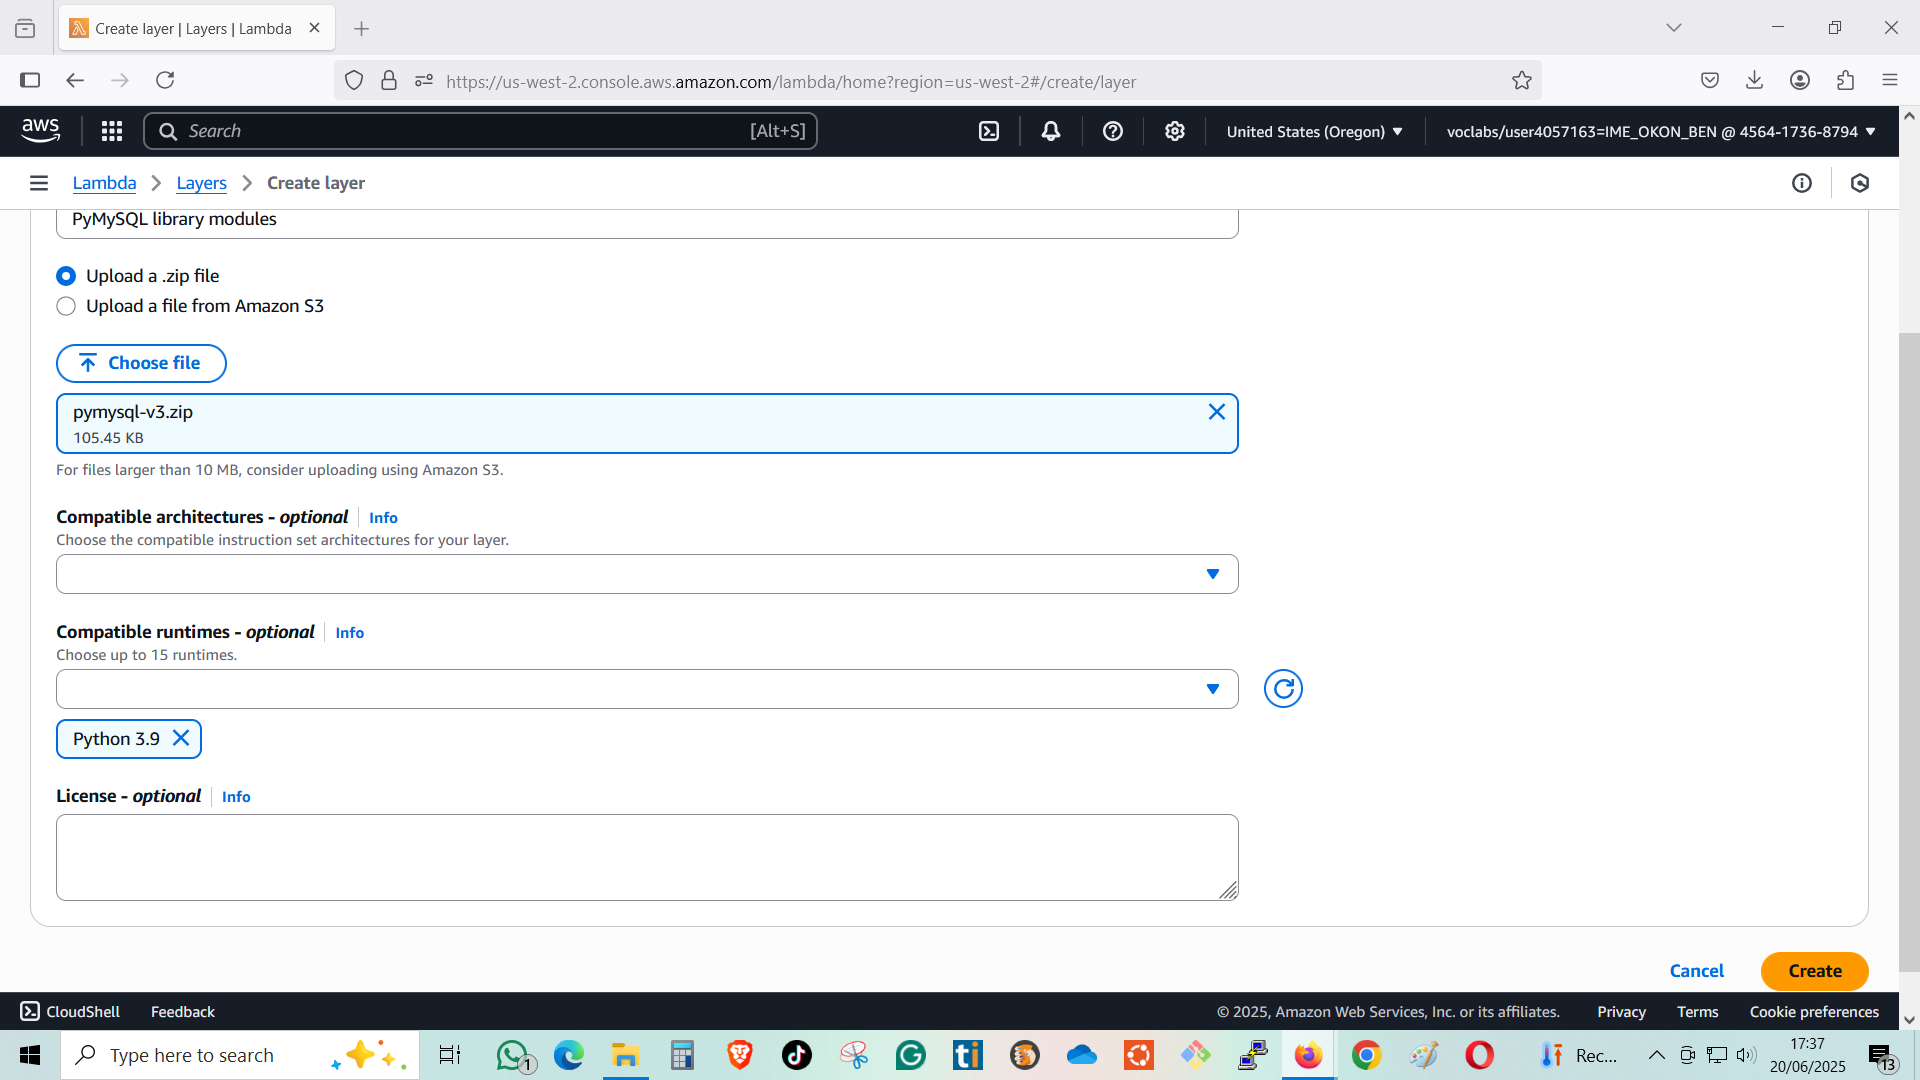 Create layer | Layers | Lambda
https://us-west-2.console.aws.amazon.com/lambda/home?region=us-west-2#/create/layer
aws
Search
[Alt+S]
United States (Oregon)
voclabs/user4057163=IME_OKON_BEN @ 4564-1736-8794
Lambda
Layers
Create layer
PyMySQL library modules
Upload a .zip file
Upload a file from Amazon S3
Choose file
pymysql-v3.zip
105.45 KB
For files larger than 10 MB, consider uploading using Amazon S3.
Compatible architectures - optional
Info
Choose the compatible instruction set architectures for your layer.
Compatible runtimes - optional
Info
Choose up to 15 runtimes.
Python 3.9
License - optional
Info
Cancel
Create
CloudShell
Feedback
© 2025, Amazon Web Services, Inc. or its affiliates.
Privacy
Terms
Cookie preferences
Type here to search
1
ti
Rec...
17:37
20/06/2025
13